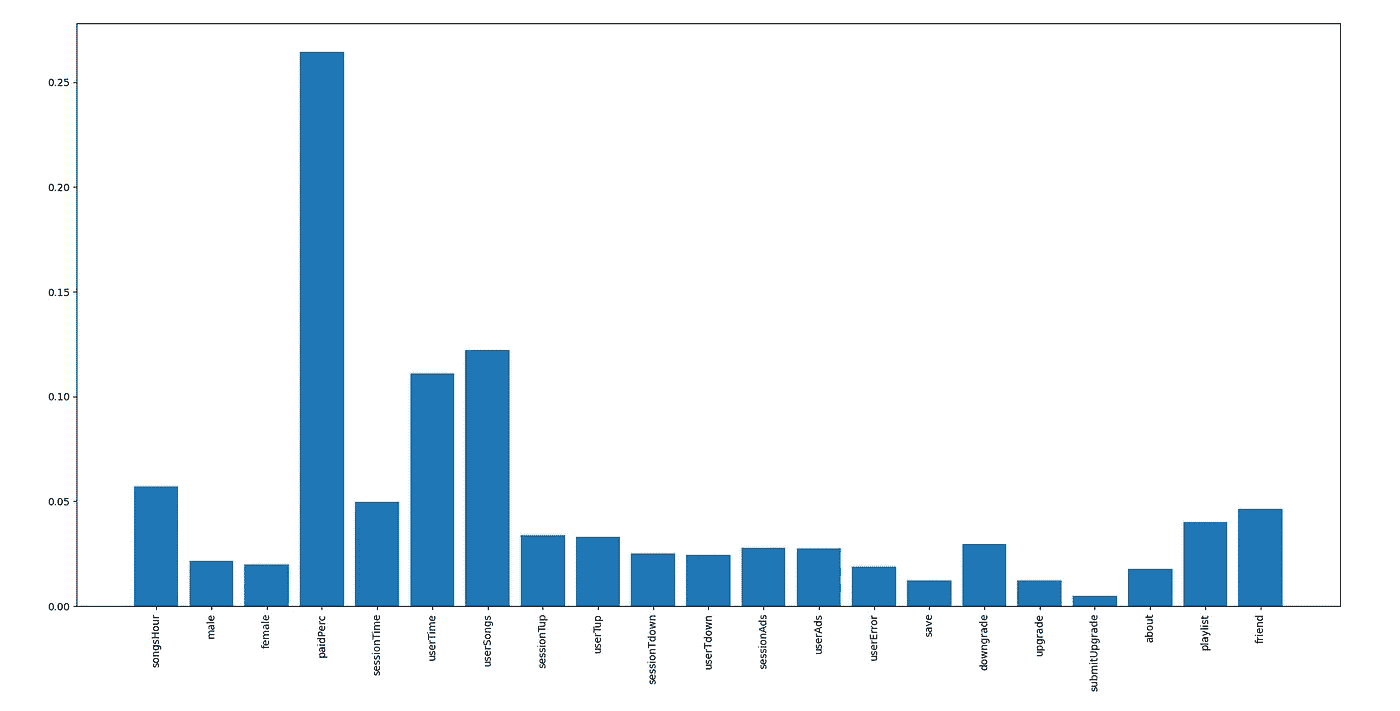 0.25
0.20
0.15
0.10
0.05
0.00
songsHour
male
female
paidPerc
sessionTime
userTime
userSongs
sessionTup
userTup
sessionTdown
userTdown
sessionAds
userAds
userError
save
downgrade
upgrade
submitUpgrade
about
playlist
friend